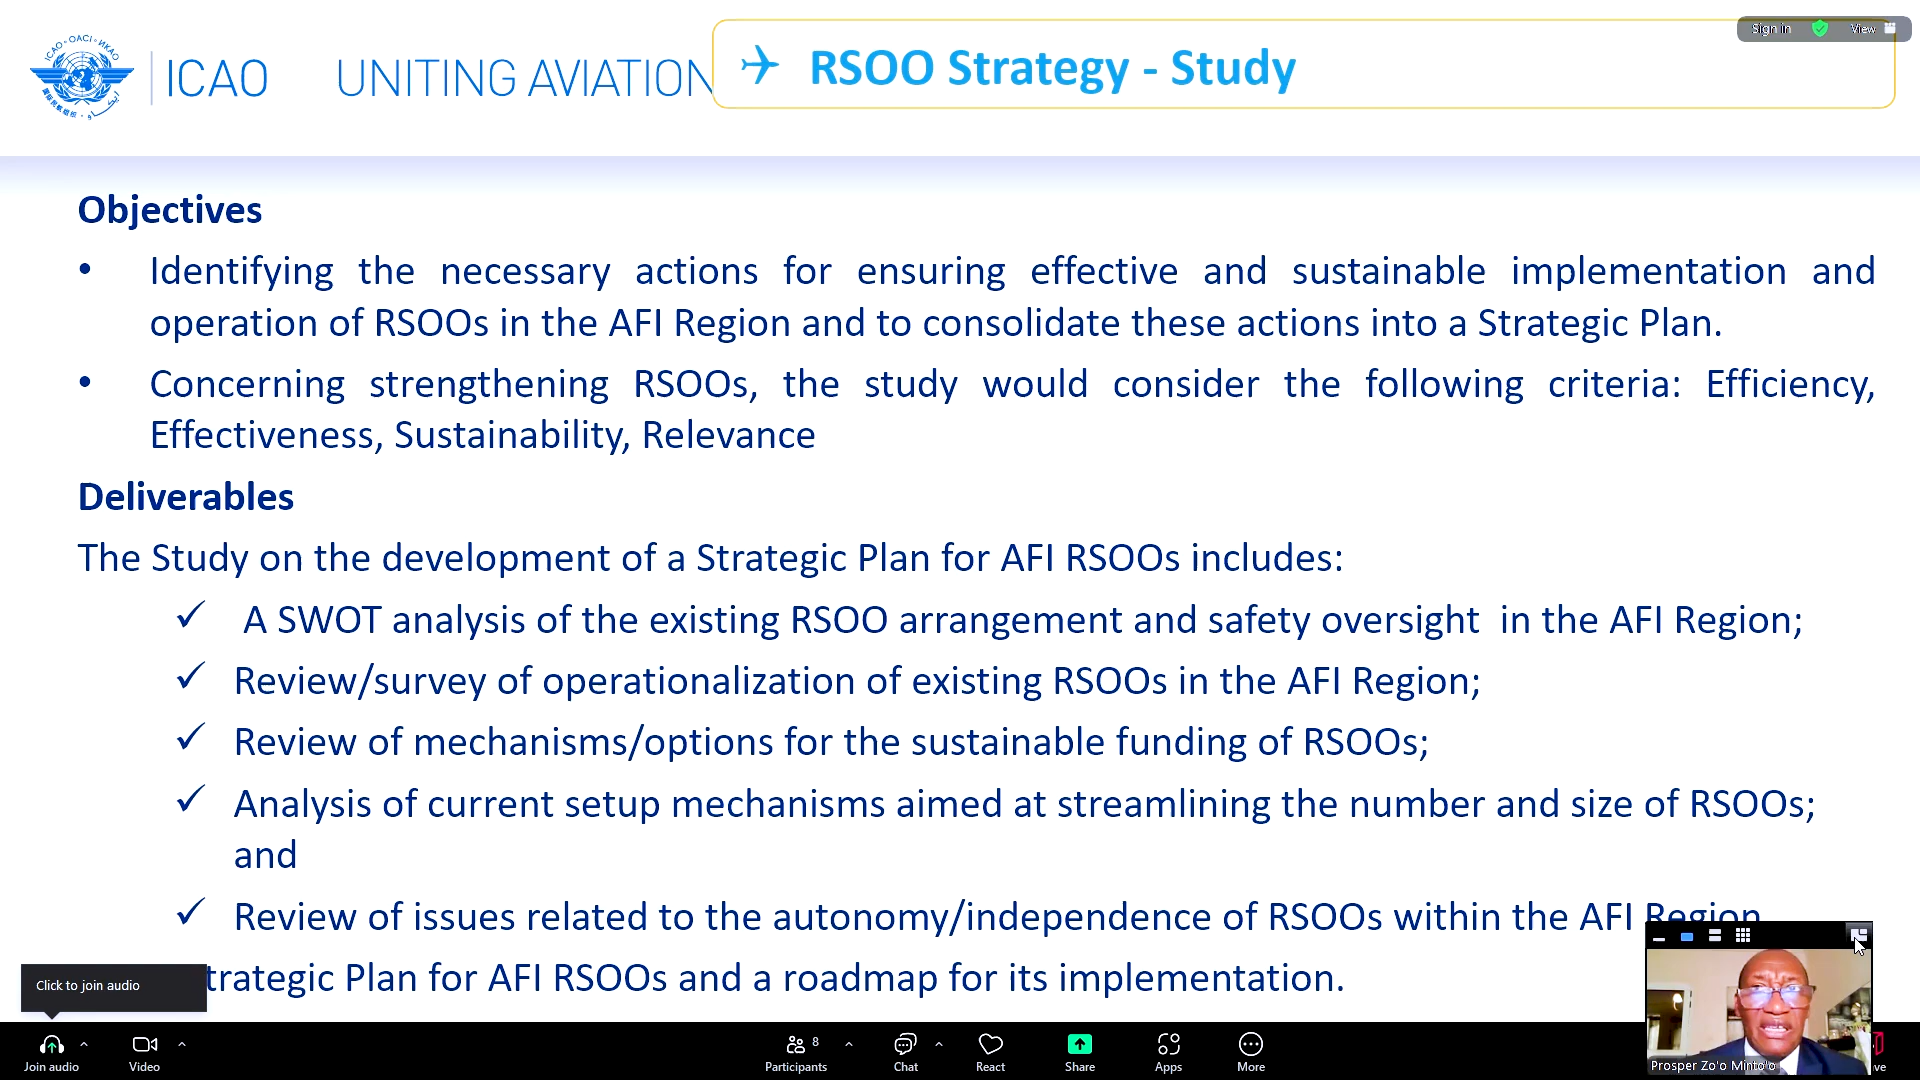 ICAO · OACI · ИКАО
ICAO
UNITING AVIATION
RSOO Strategy - Study
Sign in
View
Objectives
• Identifying the necessary actions for ensuring effective and sustainable implementation and
operation of RSOOs in the AFI Region and to consolidate these actions into a Strategic Plan.
• Concerning strengthening RSOOs, the study would consider the following criteria: Efficiency,
Effectiveness, Sustainability, Relevance
Deliverables
The Study on the development of a Strategic Plan for AFI RSOOs includes:
✓ A SWOT analysis of the existing RSOO arrangement and safety oversight in the AFI Region;
✓ Review/survey of operationalization of existing RSOOs in the AFI Region;
✓ Review of mechanisms/options for the sustainable funding of RSOOs;
✓ Analysis of current setup mechanisms aimed at streamlining the number and size of RSOOs;
and
✓ Review of issues related to the autonomy/independence of RSOOs within the AFI Region
trategic Plan for AFI RSOOs and a roadmap for its implementation.
Click to join audio
Prosper Zo'o Minto'o
Join audio
Video
Participants
8
Chat
React
Share
Apps
More
ve